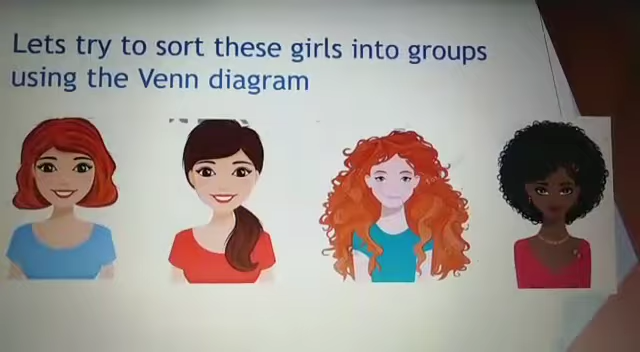 Lets try to sort these girls into groups
using the Venn diagram